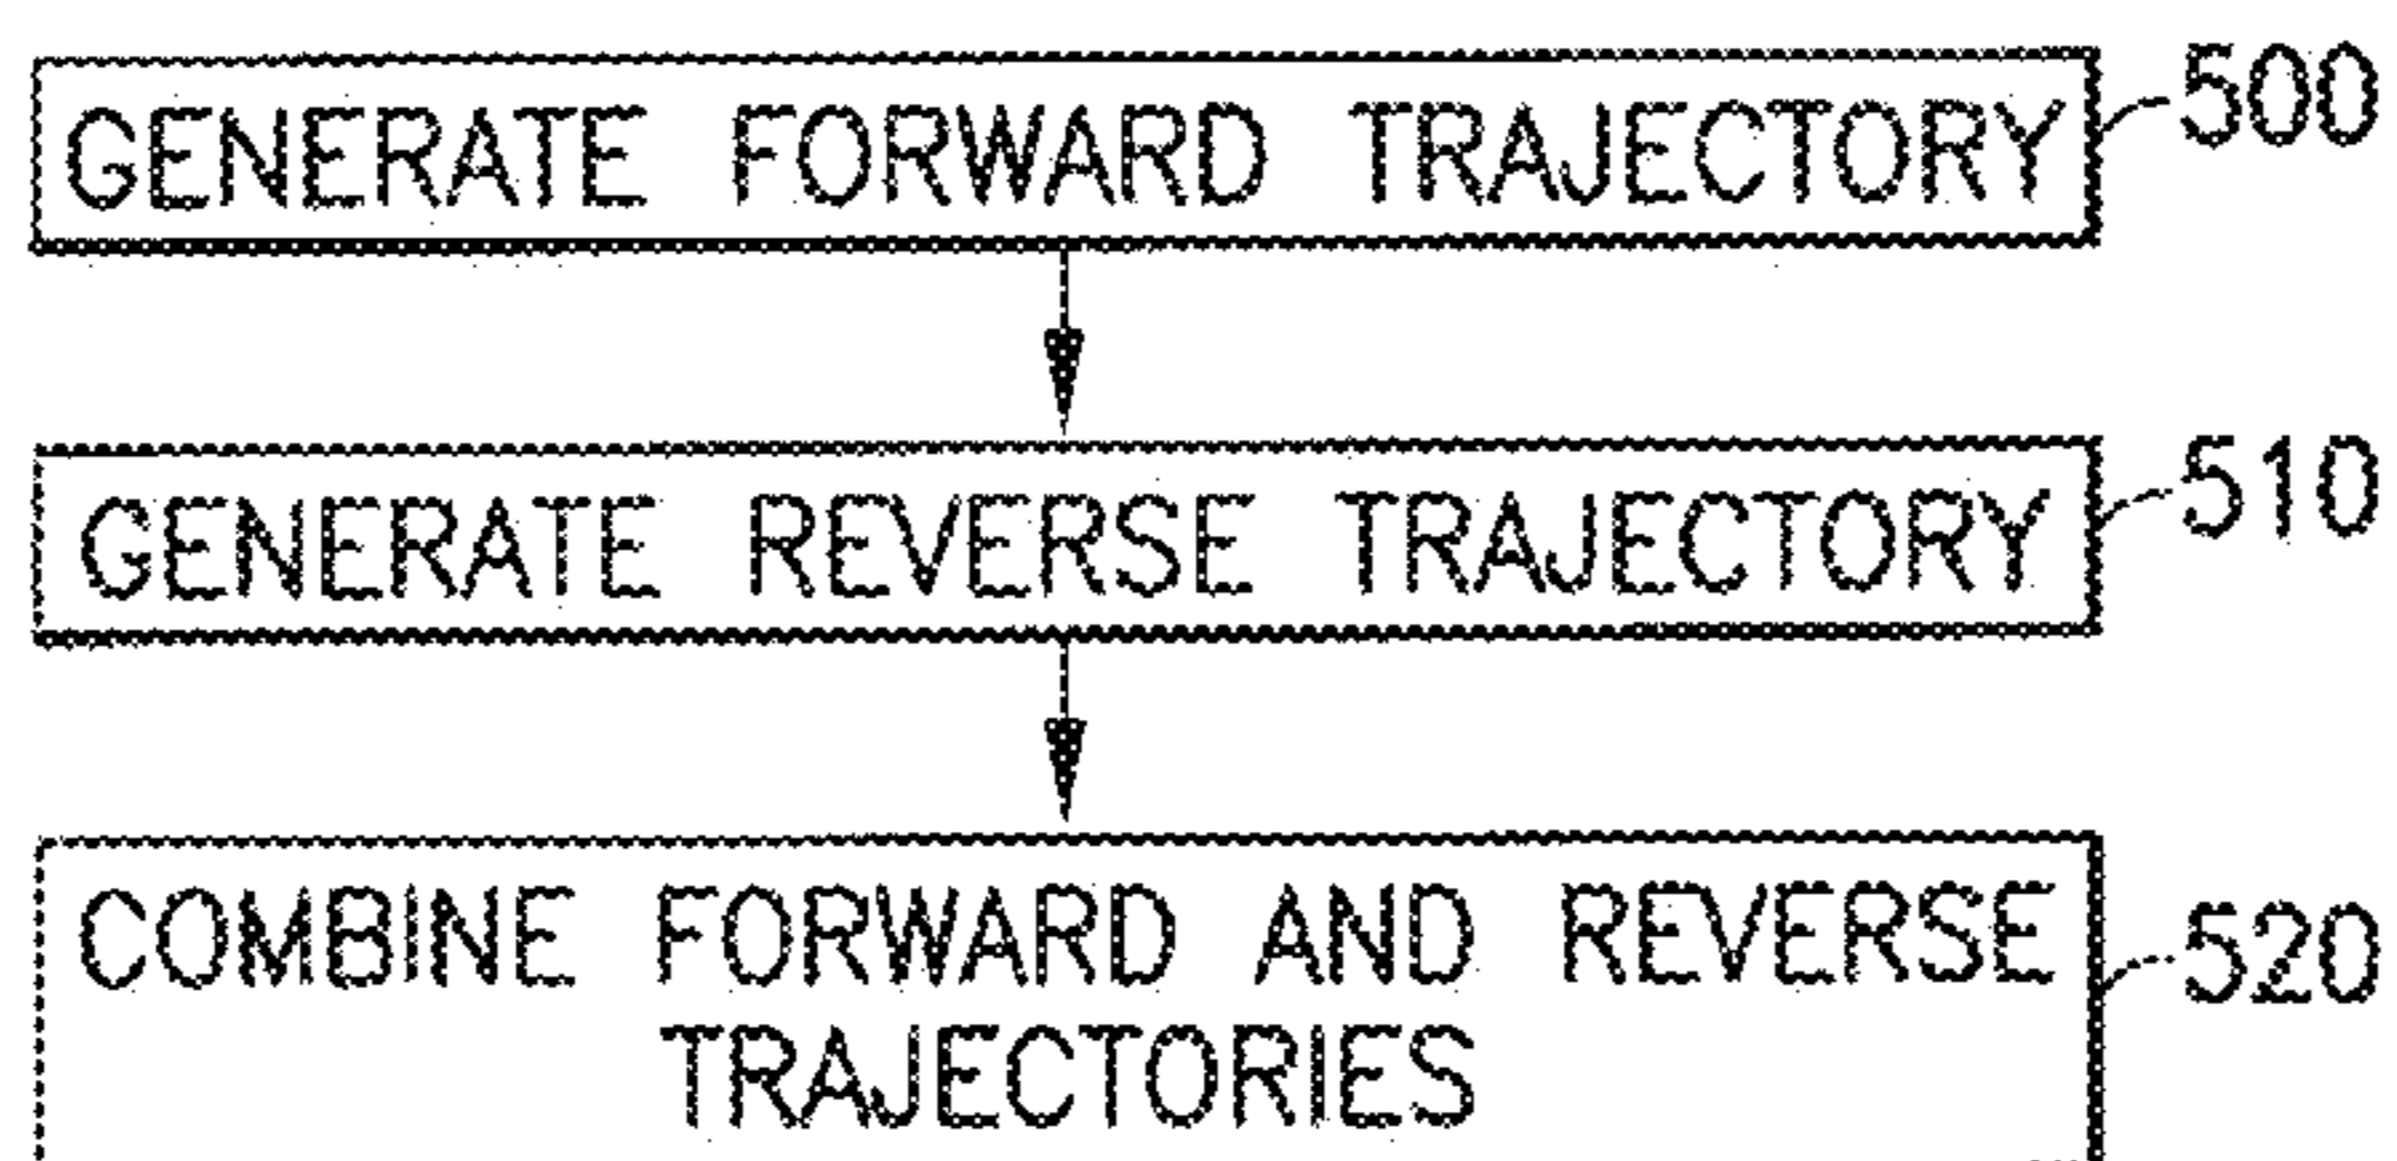 GENERATE FORWARD TRAJECTORY 500
GENERATE REVERSE TRAJECTORY 510
COMBINE FORWARD AND REVERSE 520
TRAJECTORIES